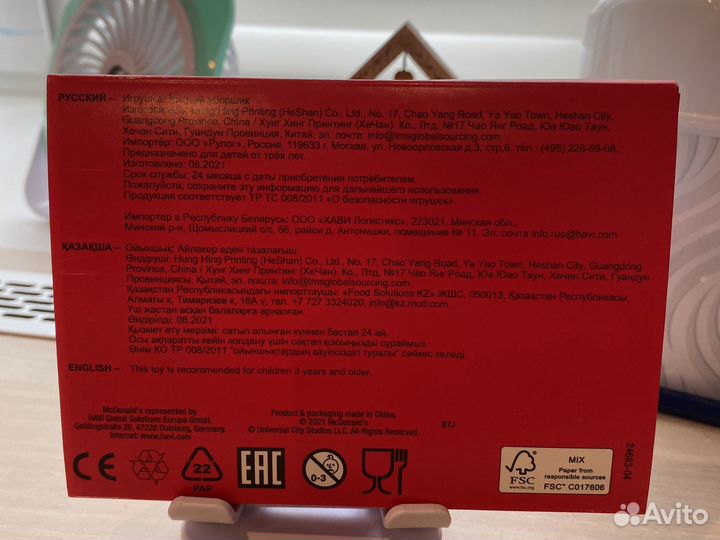 РУССКИЙ – Игрушка: Хитрый уборщик
Изготовитель: Hung Hing Printing (HeShan) Co., Ltd., No. 17, Chao Yang Road, Ya Yao Town, Heshan City,
Guangdong Province, China / Хунг Хинг Принтинг (ХеЧан). Ко., Лтд, №17 Чао Янг Роад, Юа Юао Таун,
Хечан Сити, Гуандун Провинция, Китай, эл. почта: info@tmsglobalsourcing.com
Импортёр: ООО «Рулог», Россия, 119633 г. Москва, ул. Новоорловская д.3, стр.6, тел.: (495) 228-69-08.
Предназначено для детей от трёх лет.
Изготовлено: 08.2021
Срок службы: 24 месяца с даты приобретения потребителем.
Пожалуйста, сохраните эту информацию для дальнейшего использования.
Продукция соответствует ТР ТС 008/2011 «О безопасности игрушек».
Импортер в Республику Беларусь: ООО «ХАВИ Логистикс», 223021, Минская обл.,
Минский р-н, Щомыслицкий с/с, 56, район д. Антонишки, помещение № 11. Эл. почта info.rus@havi.com
ҚАЗАҚША – Ойыншық: Айлакер еден тазалағыш
Өндіруші: Hung Hing Printing (HeShan) Co., Ltd., No. 17, Chao Yang Road, Ya Yao Town, Heshan City, Guangdong
Province, China / Хунг Хинг Принтинг (ХеЧан). Ко., Лтд, №17 Чао Янг Роад, Юа Юао Таун, Хечан Сити, Гуандун
Провинциясы, Қытай, эл. почта: info@tmsglobalsourcing.com
Қазақстан Республикасындағы импорттаушы: «Food Solutions KZ» ЖШС, 050013, Қазақстан Республикасы,
Алматы к, Тимирязев к, 18А ү, тел. +7 727 3324020, info@kz.mcd.com
Үш жастан асқан балаларға арналған.
Өндірілді: 08.2021
Қызмет ету мерзімі: сатып алынған күннен бастап 24 ай.
Осы ақпаратты кейін қолдану үшін сақтап қоюыңызды сұраймыз.
Өнім КО ТР 008/2011 "ойыншықтардың қауіпсіздігі туралы" сәйкес келеді.
ENGLISH – This toy is recommended for children 3 years and older.
McDonald's represented by
HAVI Global Solutions Europe GmbH,
Geßlingstraße 20, 47228 Duisburg, Germany.
Internet: www.havi.com
Product & packaging made in China.
© 2021 McDonald's
© Universal City Studios LLC. All Rights Reserved.
B7J
24683-04
CE
22
PAP
EAC
0-3
FSC
www.fsc.org
MIX
Paper from
responsible sources
FSC™ C017606
Avito